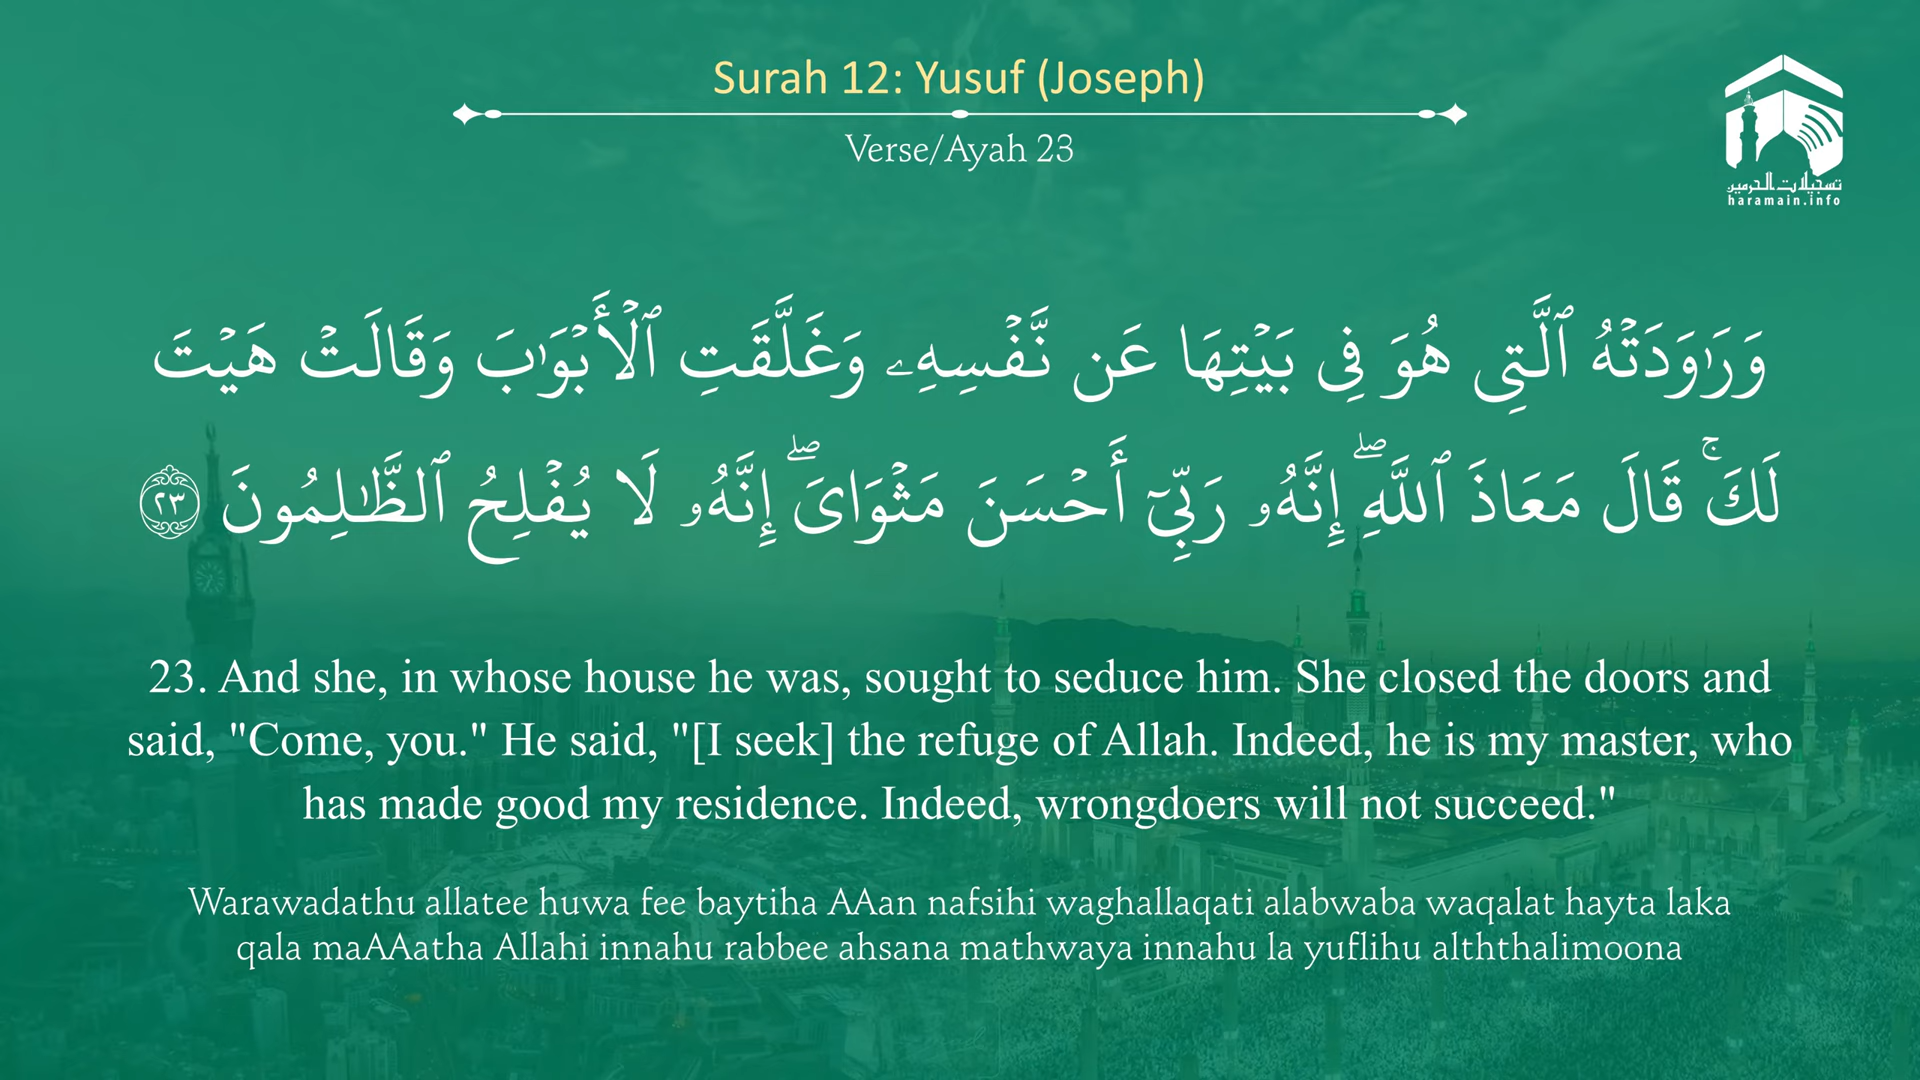 Surah 12: Yusuf (Joseph)
Verse/Ayah 23
تسجيلات الحرمين
haramain.info
وَرَٰوَدَتْهُ ٱلَّتِى هُوَ فِى بَيْتِهَا عَن نَّفْسِهِۦ وَغَلَّقَتِ ٱلْأَبْوَٰبَ وَقَالَتْ هَيْتَ
لَكَ ۚ قَالَ مَعَاذَ ٱللَّهِ ۖ إِنَّهُۥ رَبِّىٓ أَحْسَنَ مَثْوَاىَ ۖ إِنَّهُۥ لَا يُفْلِحُ ٱلظَّٰلِمُونَ ٢٣
23. And she, in whose house he was, sought to seduce him. She closed the doors and
said, "Come, you." He said, "[I seek] the refuge of Allah. Indeed, he is my master, who
has made good my residence. Indeed, wrongdoers will not succeed."
Warawadathu allatee huwa fee baytiha AAan nafsihi waghallaqati alabwaba waqalat hayta laka
qala maAAatha Allahi innahu rabbee ahsana mathwaya innahu la yuflihu alththalimoona